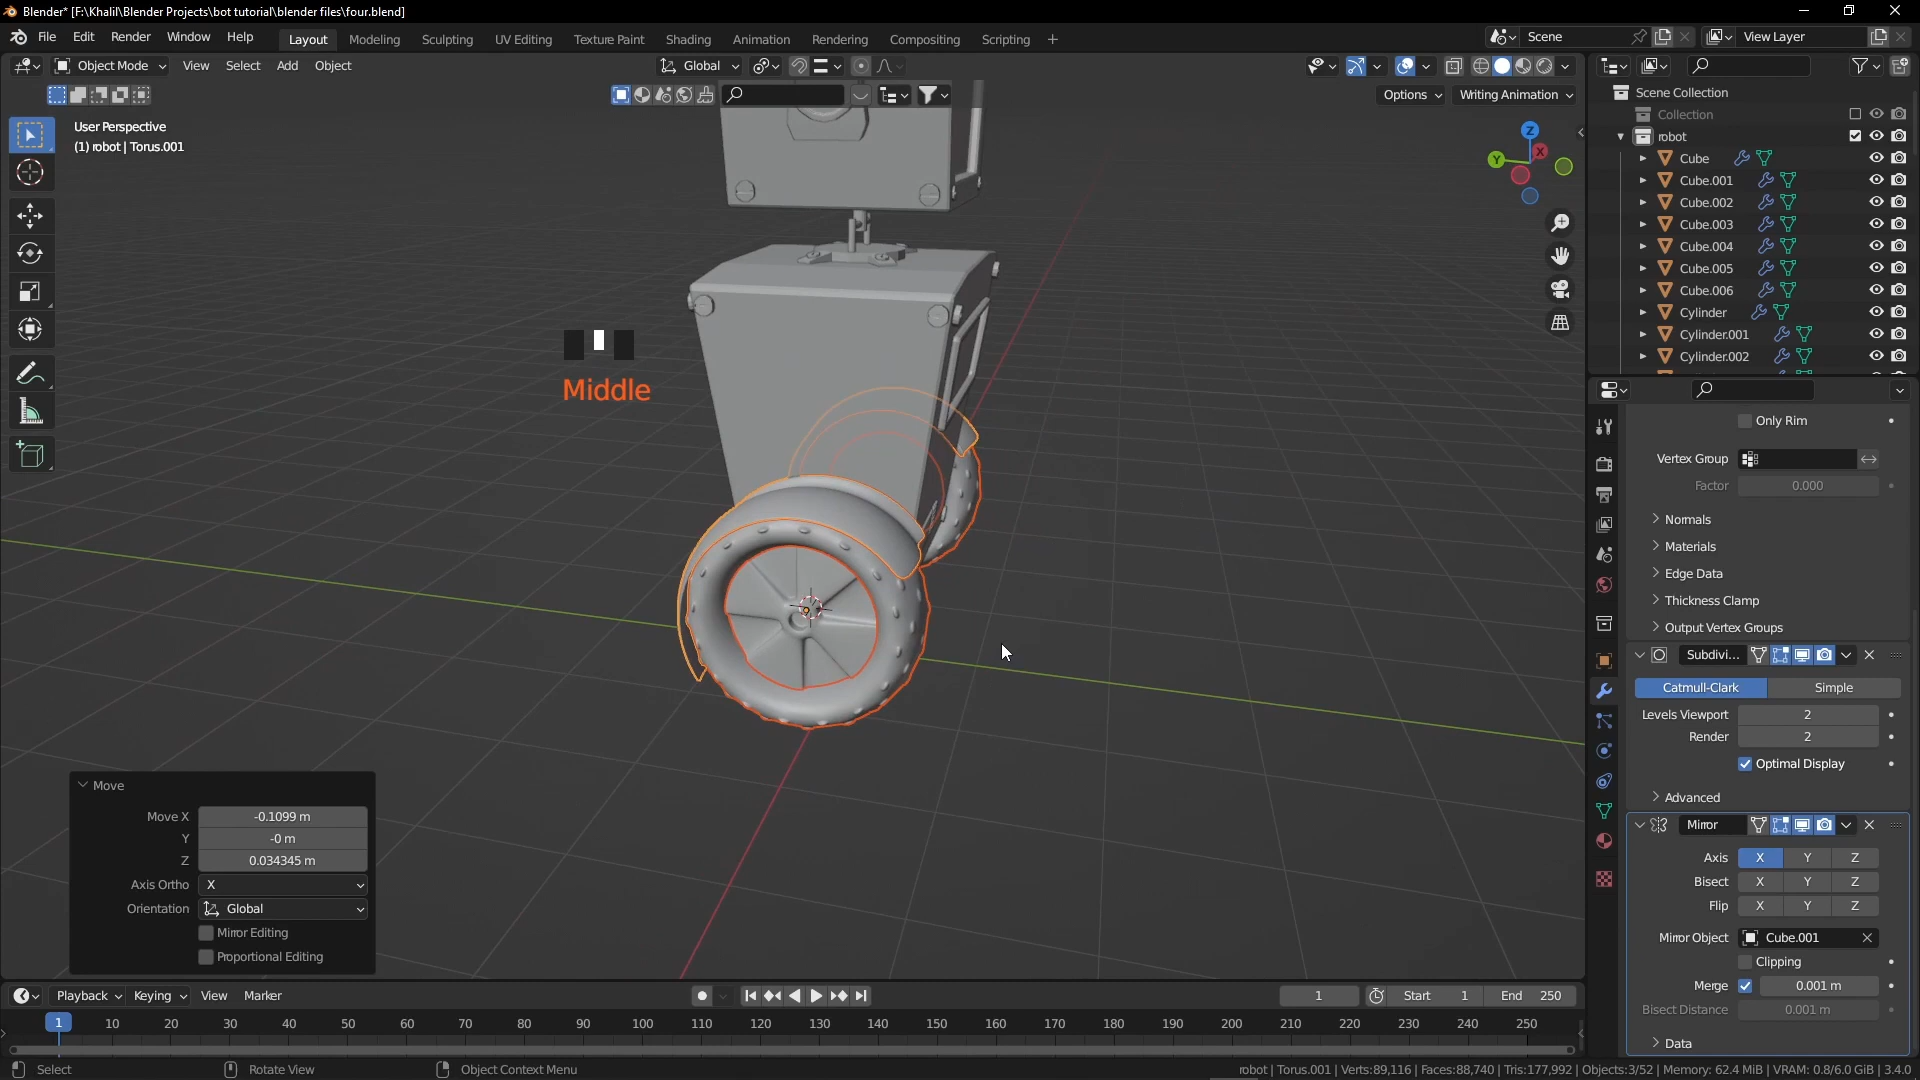 Blender* [F:\Khalil\Blender Projects\bot tutorial\blender files\four.blend]
File Edit Render Window Help Layout Modeling Sculpting UV Editing Texture Paint Shading Animation Rendering Compositing Scripting + Scene View Layer
Object Mode View Select Add Object Global
Options Writing Animation
User Perspective
(1) robot | Torus.001
Z
Y
X
Middle
Scene Collection
Collection
robot
Cube
Cube.001
Cube.002
Cube.003
Cube.004
Cube.005
Cube.006
Cylinder
Cylinder.001
Cylinder.002
Only Rim
Vertex Group
Factor 0.000
Normals
Materials
Edge Data
Thickness Clamp
Output Vertex Groups
Subdivi...
Catmull-Clark Simple
Levels Viewport 2
Render 2
Optimal Display
Advanced
Mirror
Axis X Y Z
Bisect X Y Z
Flip X Y Z
Mirror Object Cube.001
Clipping
Merge 0.001 m
Bisect Distance 0.001 m
Data
Move
Move X -0.1099 m
Y -0 m
Z 0.034345 m
Axis Ortho X
Orientation Global
Mirror Editing
Proportional Editing
Playback Keying View Marker 1 Start 1 End 250
1 10 20 30 40 50 60 70 80 90 100 110 120 130 140 150 160 170 180 190 200 210 220 230 240 250
Select Rotate View Object Context Menu robot | Torus.001 | Verts:89,116 | Faces:88,740 | Tris:177,992 | Objects:3/52 | Memory: 62.4 MiB | VRAM: 0.8/6.0 GiB | 3.4.0